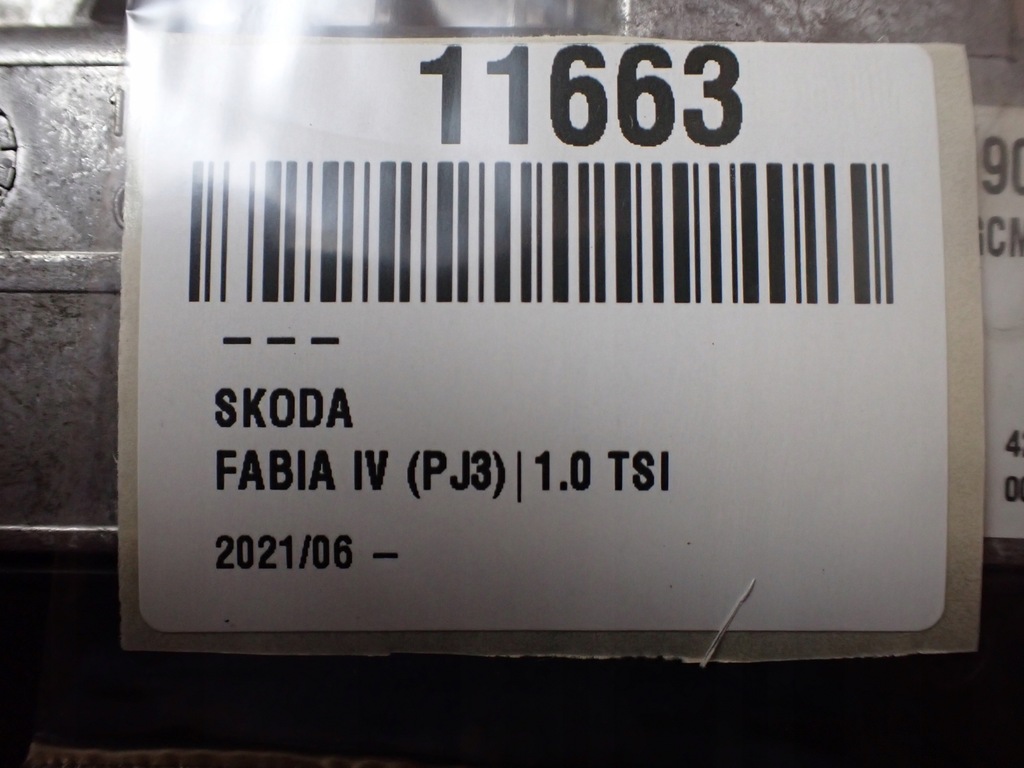 11663
---
SKODA
FABIA IV (PJ3)|1.0 TSI
2021/06 –